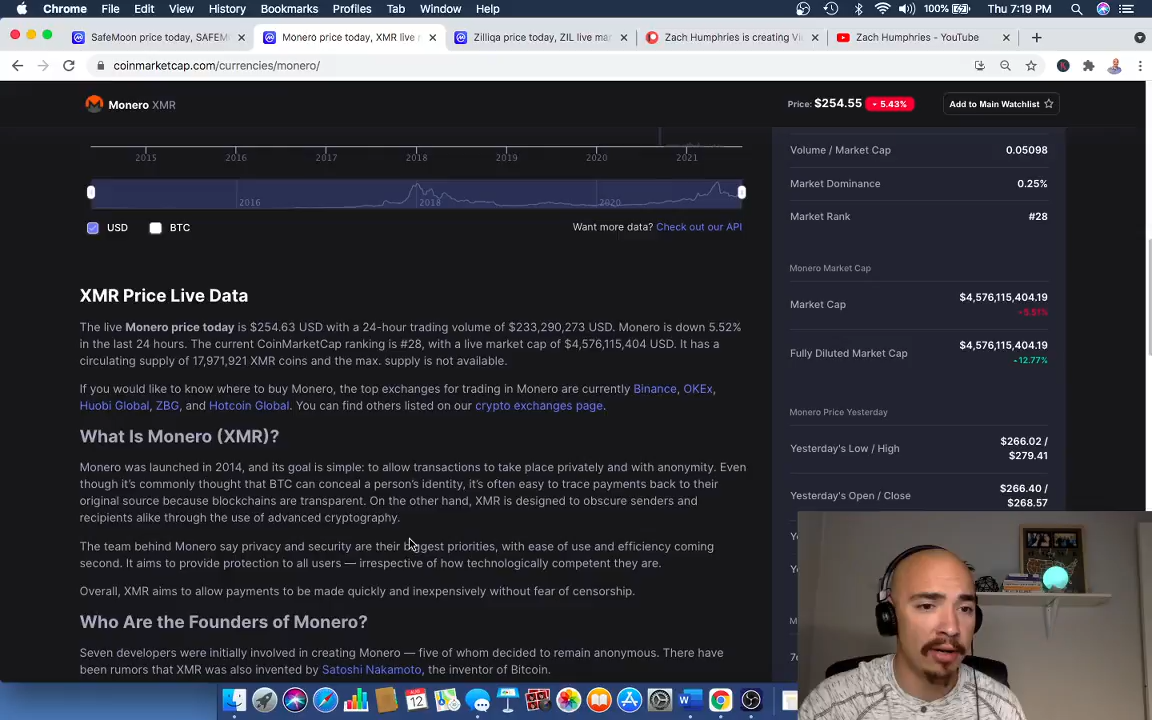 Chrome File Edit View History Bookmarks Profiles Tab Window Help 100% Thu 7:19 PM
SafeMoon price today, SAFEM
Monero price today, XMR live
Zilliqa price today, ZIL live mar
Zach Humphries is creating Vi
Zach Humphries - YouTube
coinmarketcap.com/currencies/monero/
Monero XMR
Price: $254.55 5.43%
Add to Main Watchlist
2015 2016 2017 2018 2019 2020 2021
2016 2018 2020
USD BTC
Want more data? Check out our API
XMR Price Live Data
The live Monero price today is $254.63 USD with a 24-hour trading volume of $233,290,273 USD. Monero is down 5.52%
in the last 24 hours. The current CoinMarketCap ranking is #28, with a live market cap of $4,576,115,404 USD. It has a
circulating supply of 17,971,921 XMR coins and the max. supply is not available.
If you would like to know where to buy Monero, the top exchanges for trading in Monero are currently Binance, OKEx,
Huobi Global, ZBG, and Hotcoin Global. You can find others listed on our crypto exchanges page.
What Is Monero (XMR)?
Monero was launched in 2014, and its goal is simple: to allow transactions to take place privately and with anonymity. Even
though it's commonly thought that BTC can conceal a person's identity, it's often easy to trace payments back to their
original source because blockchains are transparent. On the other hand, XMR is designed to obscure senders and
recipients alike through the use of advanced cryptography.
The team behind Monero say privacy and security are their biggest priorities, with ease of use and efficiency coming
second. It aims to provide protection to all users — irrespective of how technologically competent they are.
Overall, XMR aims to allow payments to be made quickly and inexpensively without fear of censorship.
Who Are the Founders of Monero?
Seven developers were initially involved in creating Monero — five of whom decided to remain anonymous. There have
been rumors that XMR was also invented by Satoshi Nakamoto, the inventor of Bitcoin.
Volume / Market Cap 0.05098
Market Dominance 0.25%
Market Rank #28
Monero Market Cap
Market Cap $4,576,115,404.19
5.51%
Fully Diluted Market Cap $4,576,115,404.19
12.77%
Monero Price Yesterday
Yesterday's Low / High $266.02 /
$279.41
Yesterday's Open / Close $266.40 /
$268.57
AUG
12